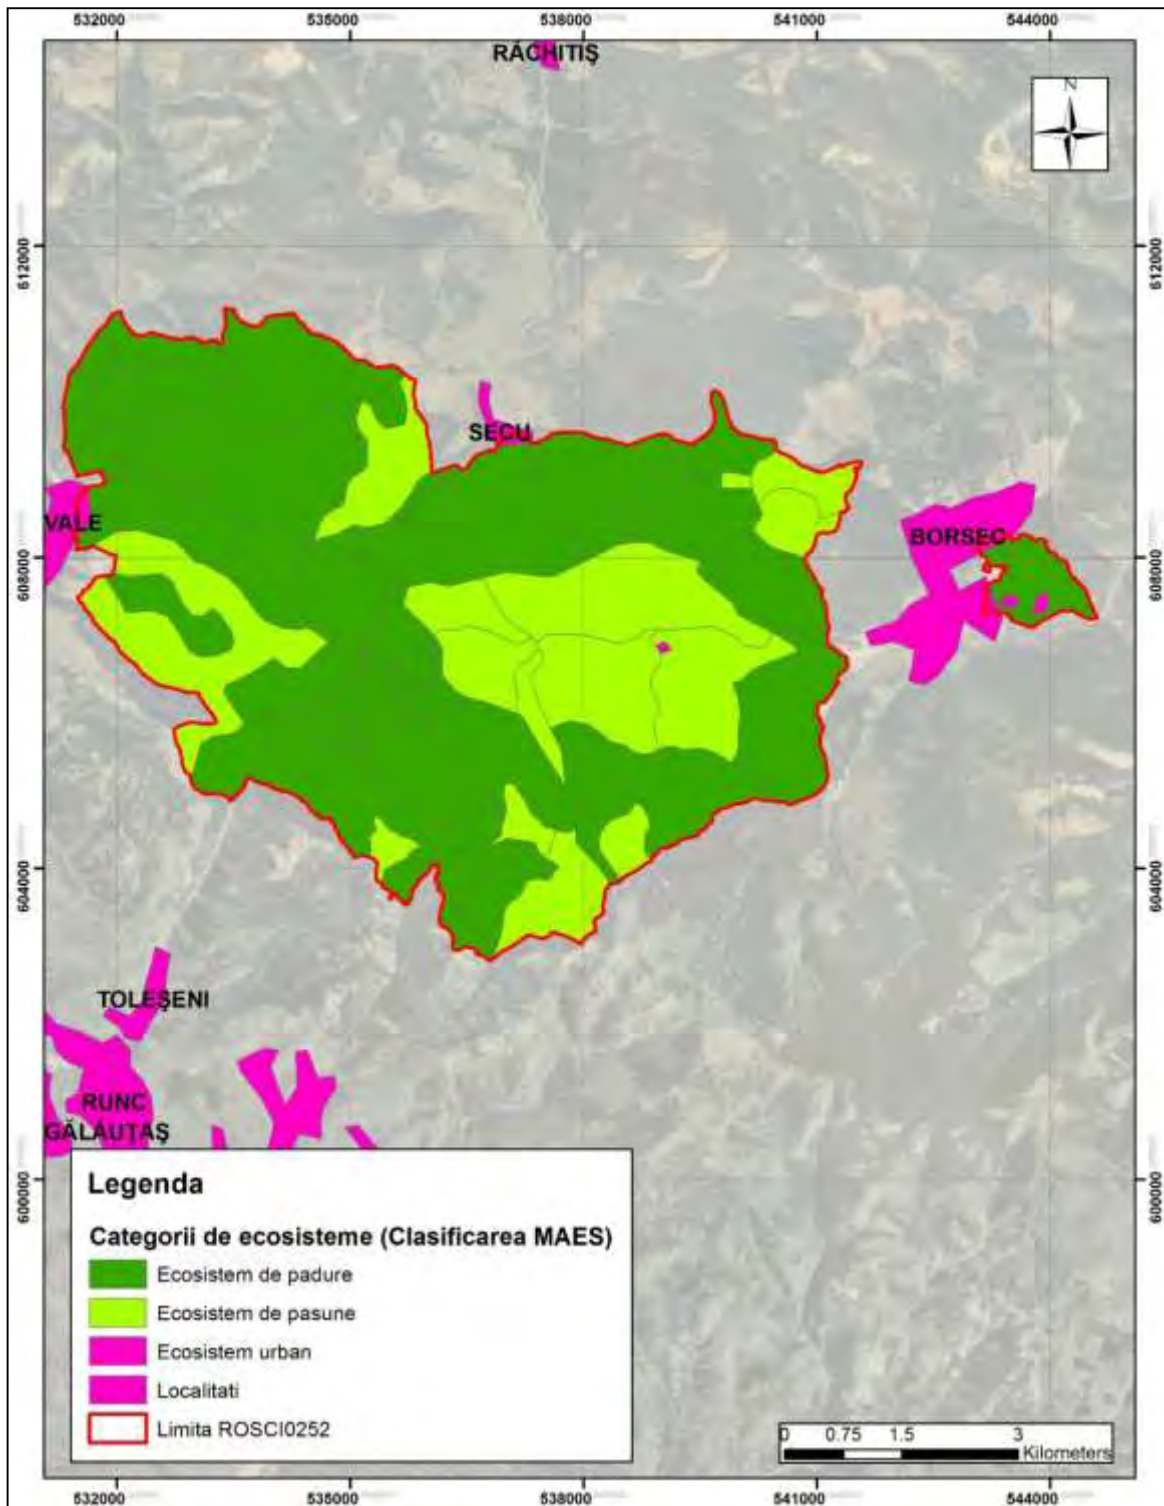 532000 535000 538000 541000 544000
RĂCHITIŞ
N
612000 612000
SECU
VALE
BORSEC
608000 608000
604000 604000
TOLEŞENI
RUNC
GĂLĂUŢAŞ
600000 600000
Legenda
Categorii de ecosisteme (Clasificarea MAES)
Ecosistem de padure
Ecosistem de pasune
Ecosistem urban
Localitati
Limita ROSCI0252
0 0.75 1.5 3
Kilometers
532000 535000 538000 541000 544000